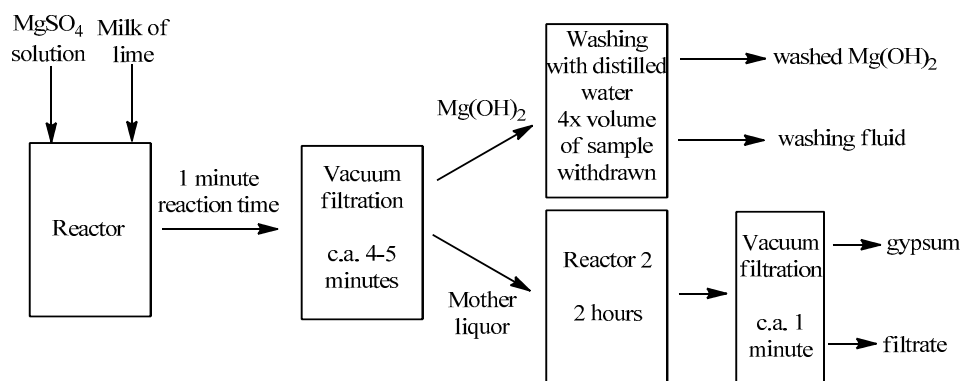 MgSO4
solution
Milk of
lime
Reactor
1 minute
reaction time
Vacuum
filtration
c.a. 4-5
minutes
Mg(OH)2
Mother
liquor
Washing
with distilled
water
4x volume
of sample
withdrawn
washed Mg(OH)2
washing fluid
Reactor 2
2 hours
Vacuum
filtration
c.a. 1
minute
gypsum
filtrate